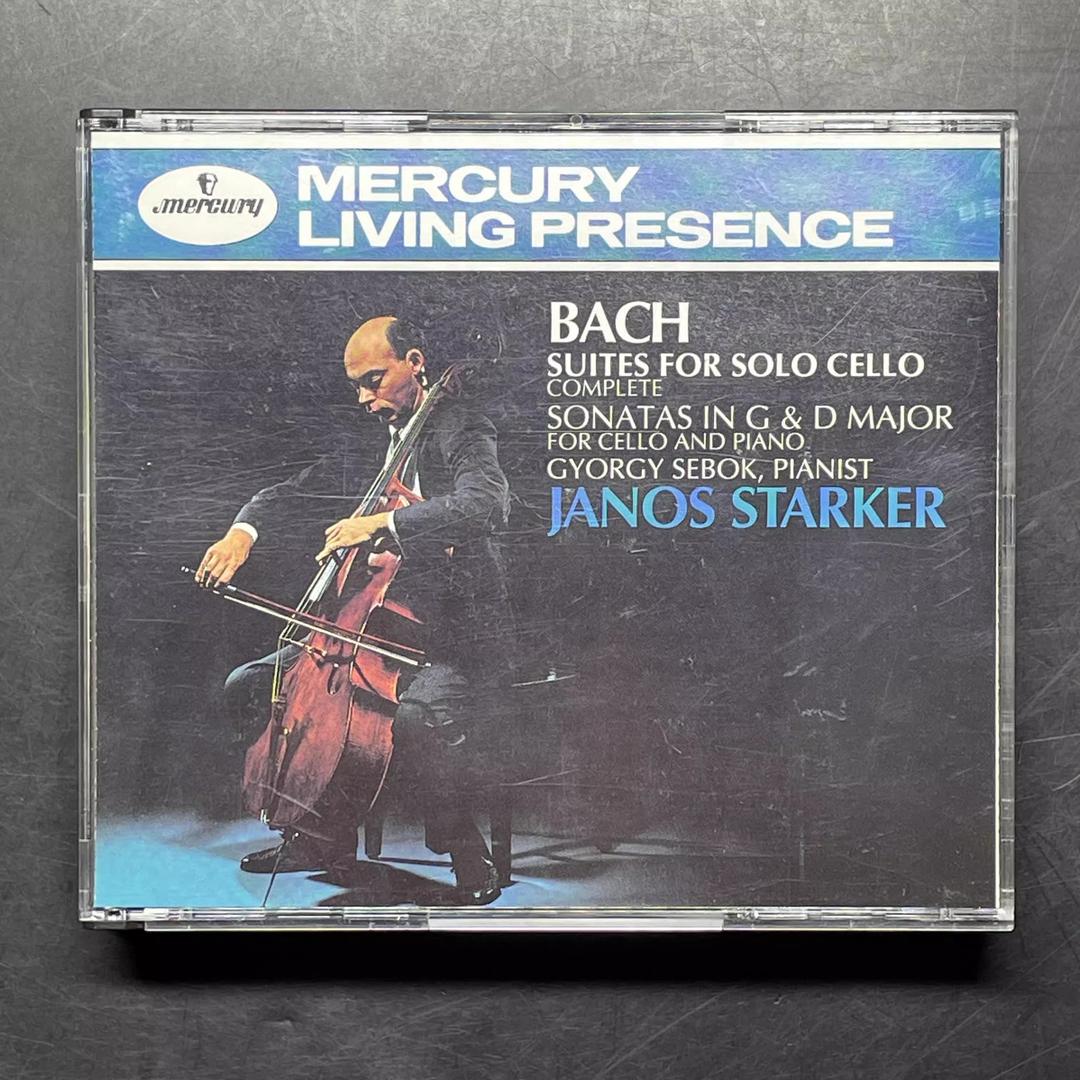 mercury
MERCURY
LIVING PRESENCE
BACH
SUITES FOR SOLO CELLO
COMPLETE
SONATAS IN G & D MAJOR
FOR CELLO AND PIANO
GYORGY SEBOK, PIANIST
JANOS STARKER